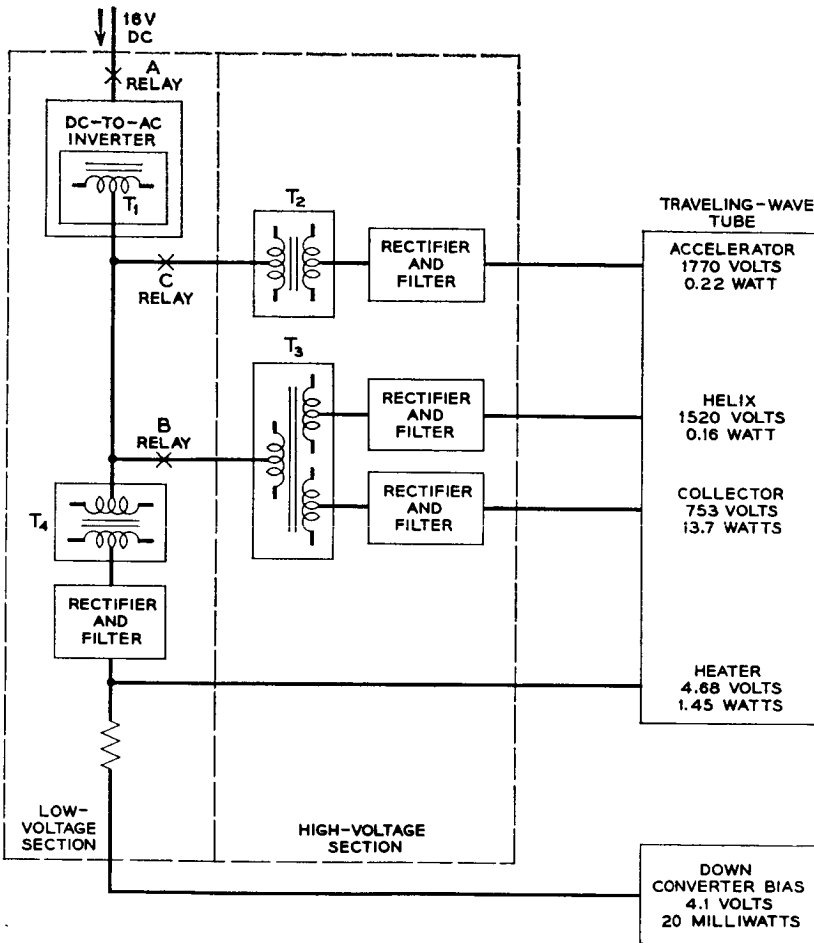 16V
DC
A
RELAY
DC-TO-AC
INVERTER
T1
C
RELAY
T2
RECTIFIER
AND
FILTER
TRAVELING-WAVE
TUBE
ACCELERATOR
1770 VOLTS
0.22 WATT
T3
B
RELAY
RECTIFIER
AND
FILTER
HELIX
1520 VOLTS
0.16 WATT
RECTIFIER
AND
FILTER
COLLECTOR
753 VOLTS
13.7 WATTS
T4
RECTIFIER
AND
FILTER
HEATER
4.68 VOLTS
1.45 WATTS
LOW-
VOLTAGE
SECTION
HIGH-VOLTAGE
SECTION
DOWN
CONVERTER BIAS
4.1 VOLTS
20 MILLIWATTS